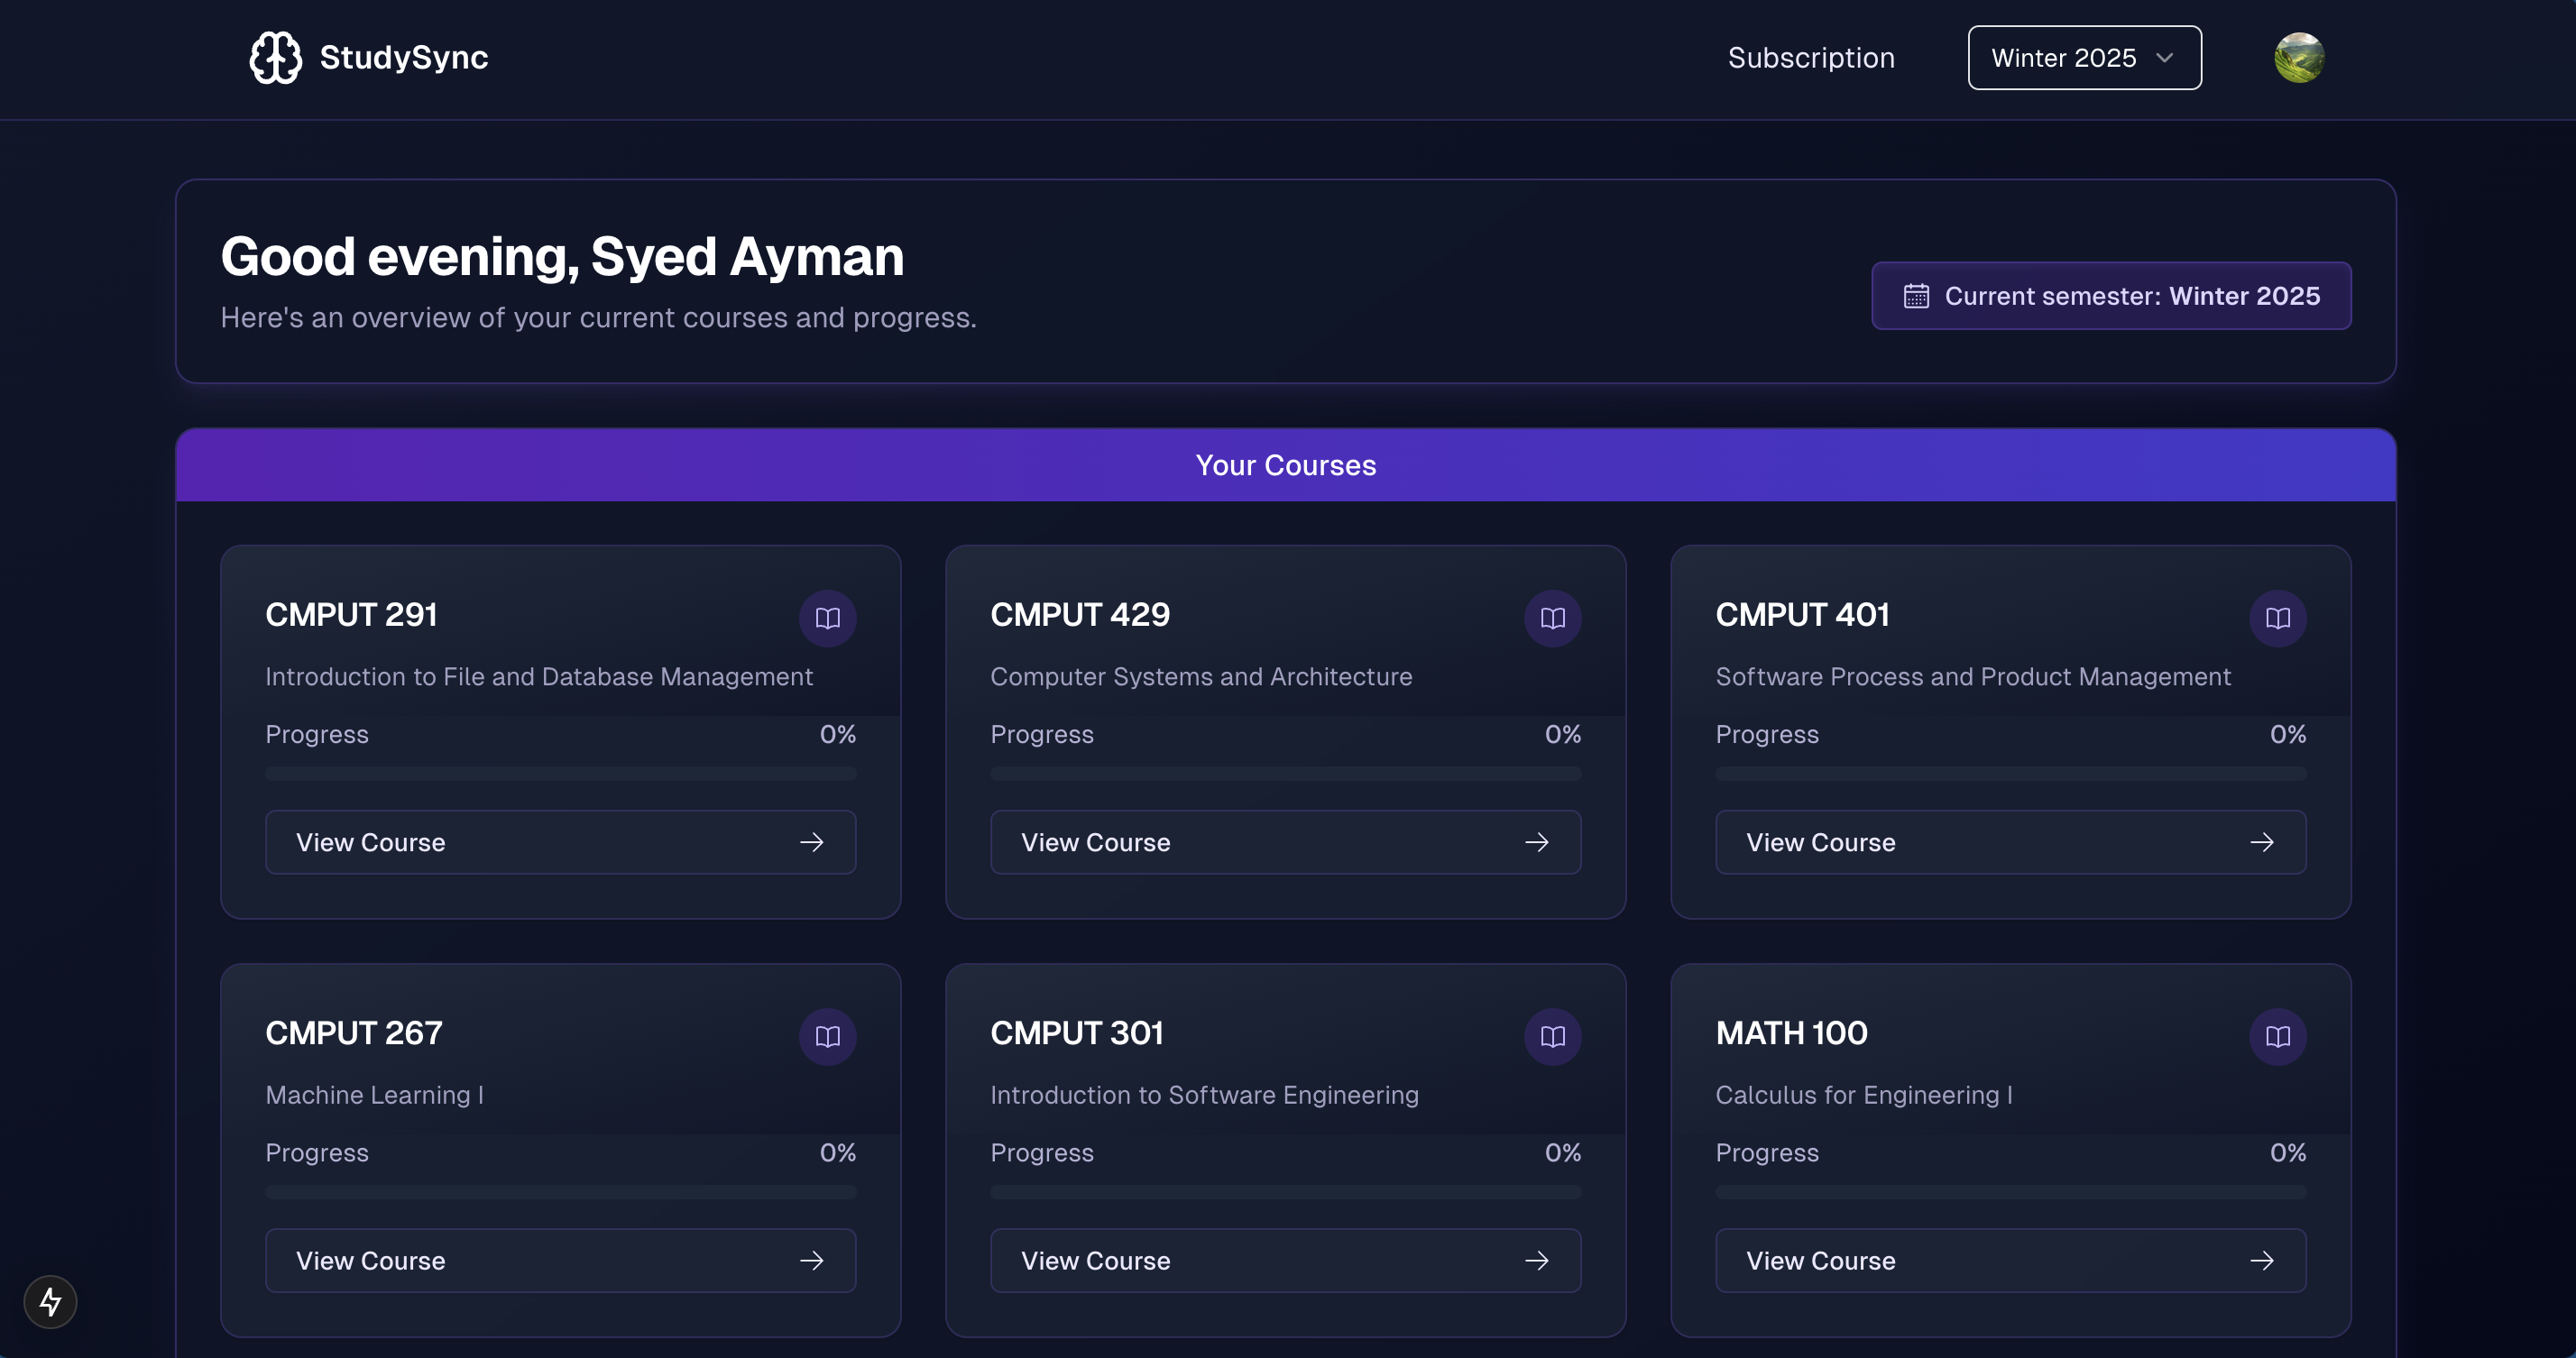 StudySync
Subscription
Winter 2025
Good evening, Syed Ayman
Here's an overview of your current courses and progress.
Current semester: Winter 2025
Your Courses
CMPUT 291
Introduction to File and Database Management
Progress 0%
View Course
CMPUT 429
Computer Systems and Architecture
Progress 0%
View Course
CMPUT 401
Software Process and Product Management
Progress 0%
View Course
CMPUT 267
Machine Learning I
Progress 0%
View Course
CMPUT 301
Introduction to Software Engineering
Progress 0%
View Course
MATH 100
Calculus for Engineering I
Progress 0%
View Course